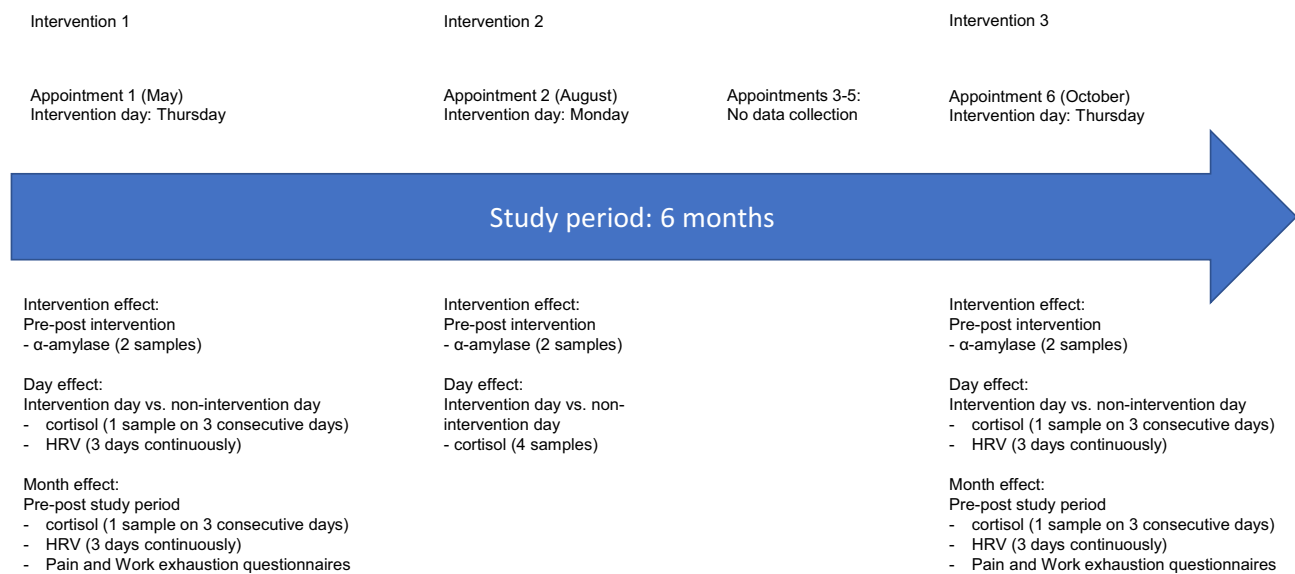 Intervention 1
Intervention 2
Intervention 3
Appointment 1 (May)
Intervention day: Thursday
Appointment 2 (August)
Intervention day: Monday
Appointments 3-5:
No data collection
Appointment 6 (October)
Intervention day: Thursday
Study period: 6 months
Intervention effect:
Pre-post intervention
- α-amylase (2 samples)
Day effect:
Intervention day vs. non-intervention day
- cortisol (1 sample on 3 consecutive days)
- HRV (3 days continuously)
Month effect:
Pre-post study period
- cortisol (1 sample on 3 consecutive days)
- HRV (3 days continuously)
- Pain and Work exhaustion questionnaires
Intervention effect:
Pre-post intervention
- α-amylase (2 samples)
Day effect:
Intervention day vs. non-
intervention day
- cortisol (4 samples)
Intervention effect:
Pre-post intervention
- α-amylase (2 samples)
Day effect:
Intervention day vs. non-intervention day
- cortisol (1 sample on 3 consecutive days)
- HRV (3 days continuously)
Month effect:
Pre-post study period
- cortisol (1 sample on 3 consecutive days)
- HRV (3 days continuously)
- Pain and Work exhaustion questionnaires